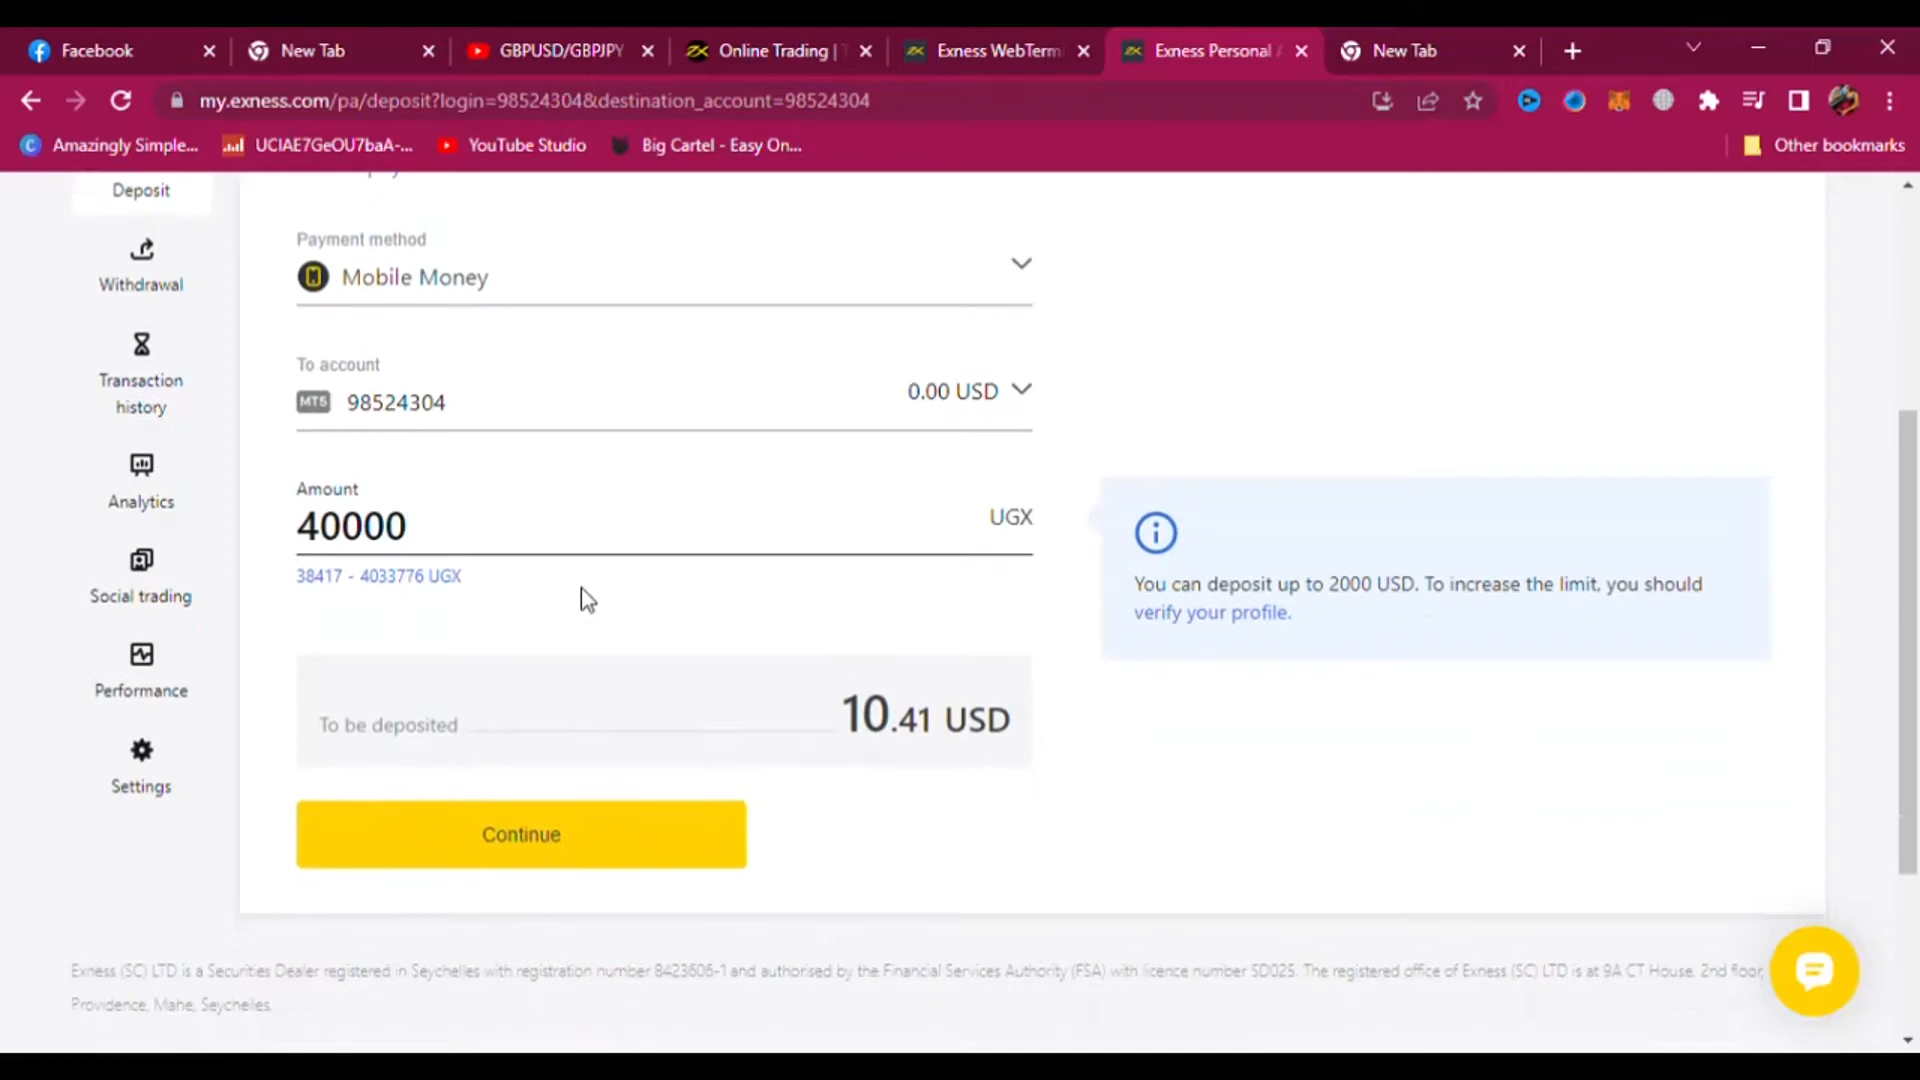 Facebook
New Tab
GBPUSD/GBPJPY
Online Trading | T
Exness WebTerm
Exness Personal A
New Tab
my.exness.com/pa/deposit?login=98524304&destination_account=98524304
Amazingly Simple...
UCIAE7GeOU7baA-...
YouTube Studio
Big Cartel - Easy On...
Other bookmarks
Deposit
Withdrawal
Transaction
history
Analytics
Social trading
Performance
Settings
Payment method
Mobile Money
To account
MT5 98524304 0.00 USD
Amount
40000 UGX
38417 - 4033776 UGX
You can deposit up to 2000 USD. To increase the limit, you should
verify your profile.
To be deposited 10.41 USD
Continue
Exness (SC) LTD is a Securities Dealer registered in Seychelles with registration number 8423606-1 and authorised by the Financial Services Authority (FSA) with licence number SD025. The registered office of Exness (SC) LTD is at 9A CT House, 2nd floor,
Providence, Mahe, Seychelles.